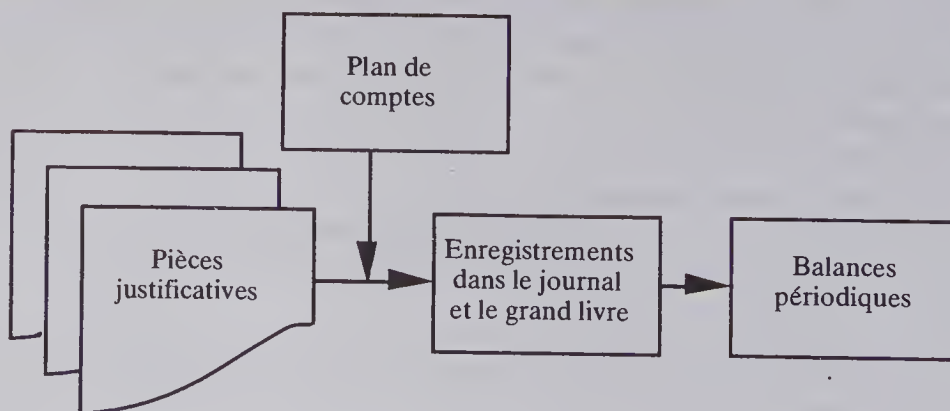 Plan de
comptes
Pièces
justificatives
Enregistrements
dans le journal
et le grand livre
Balances
périodiques